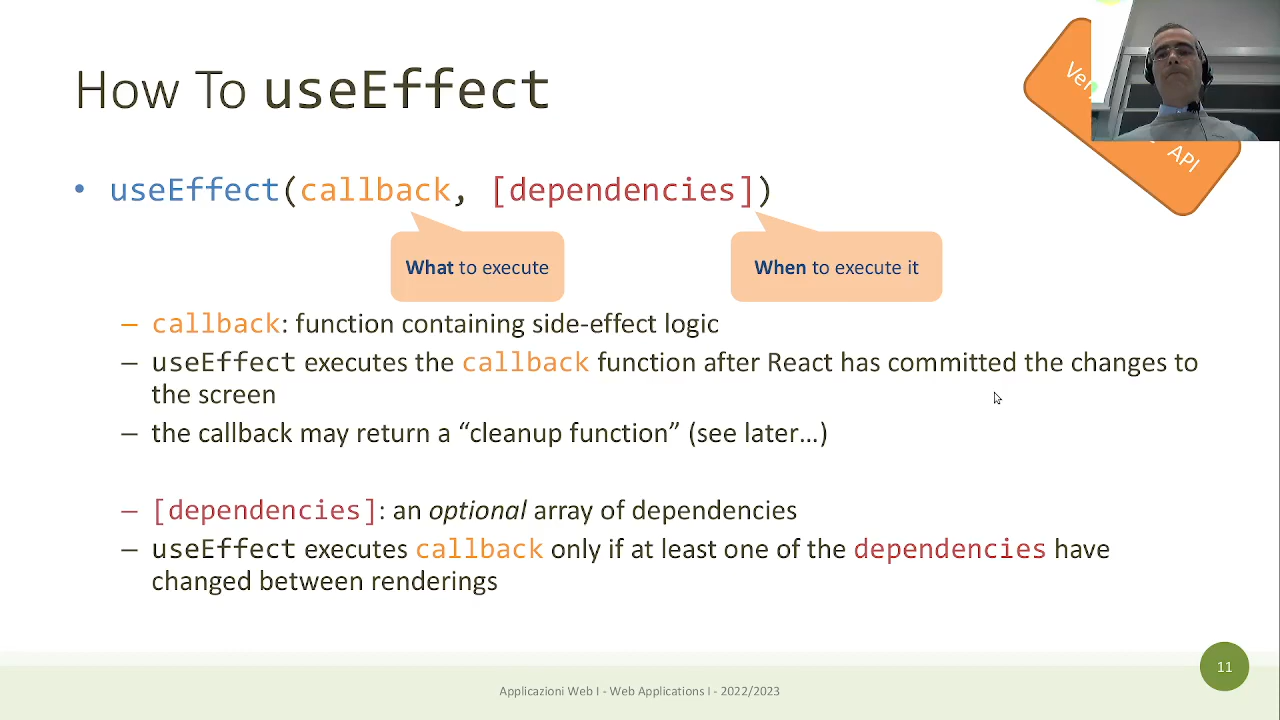 How To useEffect
Ver
API
• useEffect(callback, [dependencies])
What to execute
When to execute it
– callback: function containing side-effect logic
– useEffect executes the callback function after React has committed the changes to
the screen
– the callback may return a “cleanup function” (see later…)
– [dependencies]: an optional array of dependencies
– useEffect executes callback only if at least one of the dependencies have
changed between renderings
Applicazioni Web I - Web Applications I - 2022/2023
11